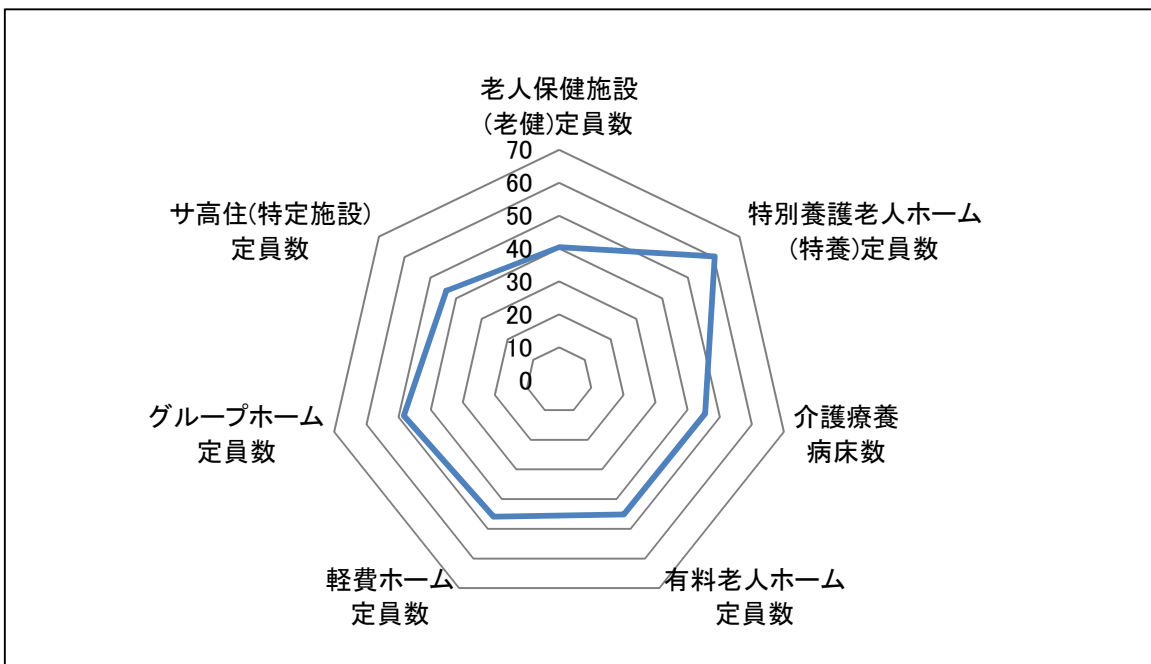 老人保健施設
(老健)定員数
70
60
50
40
30
20
10
0
特別養護老人ホーム
(特養)定員数
介護療養
病床数
有料老人ホーム
定員数
軽費ホーム
定員数
グループホーム
定員数
サ高住(特定施設)
定員数